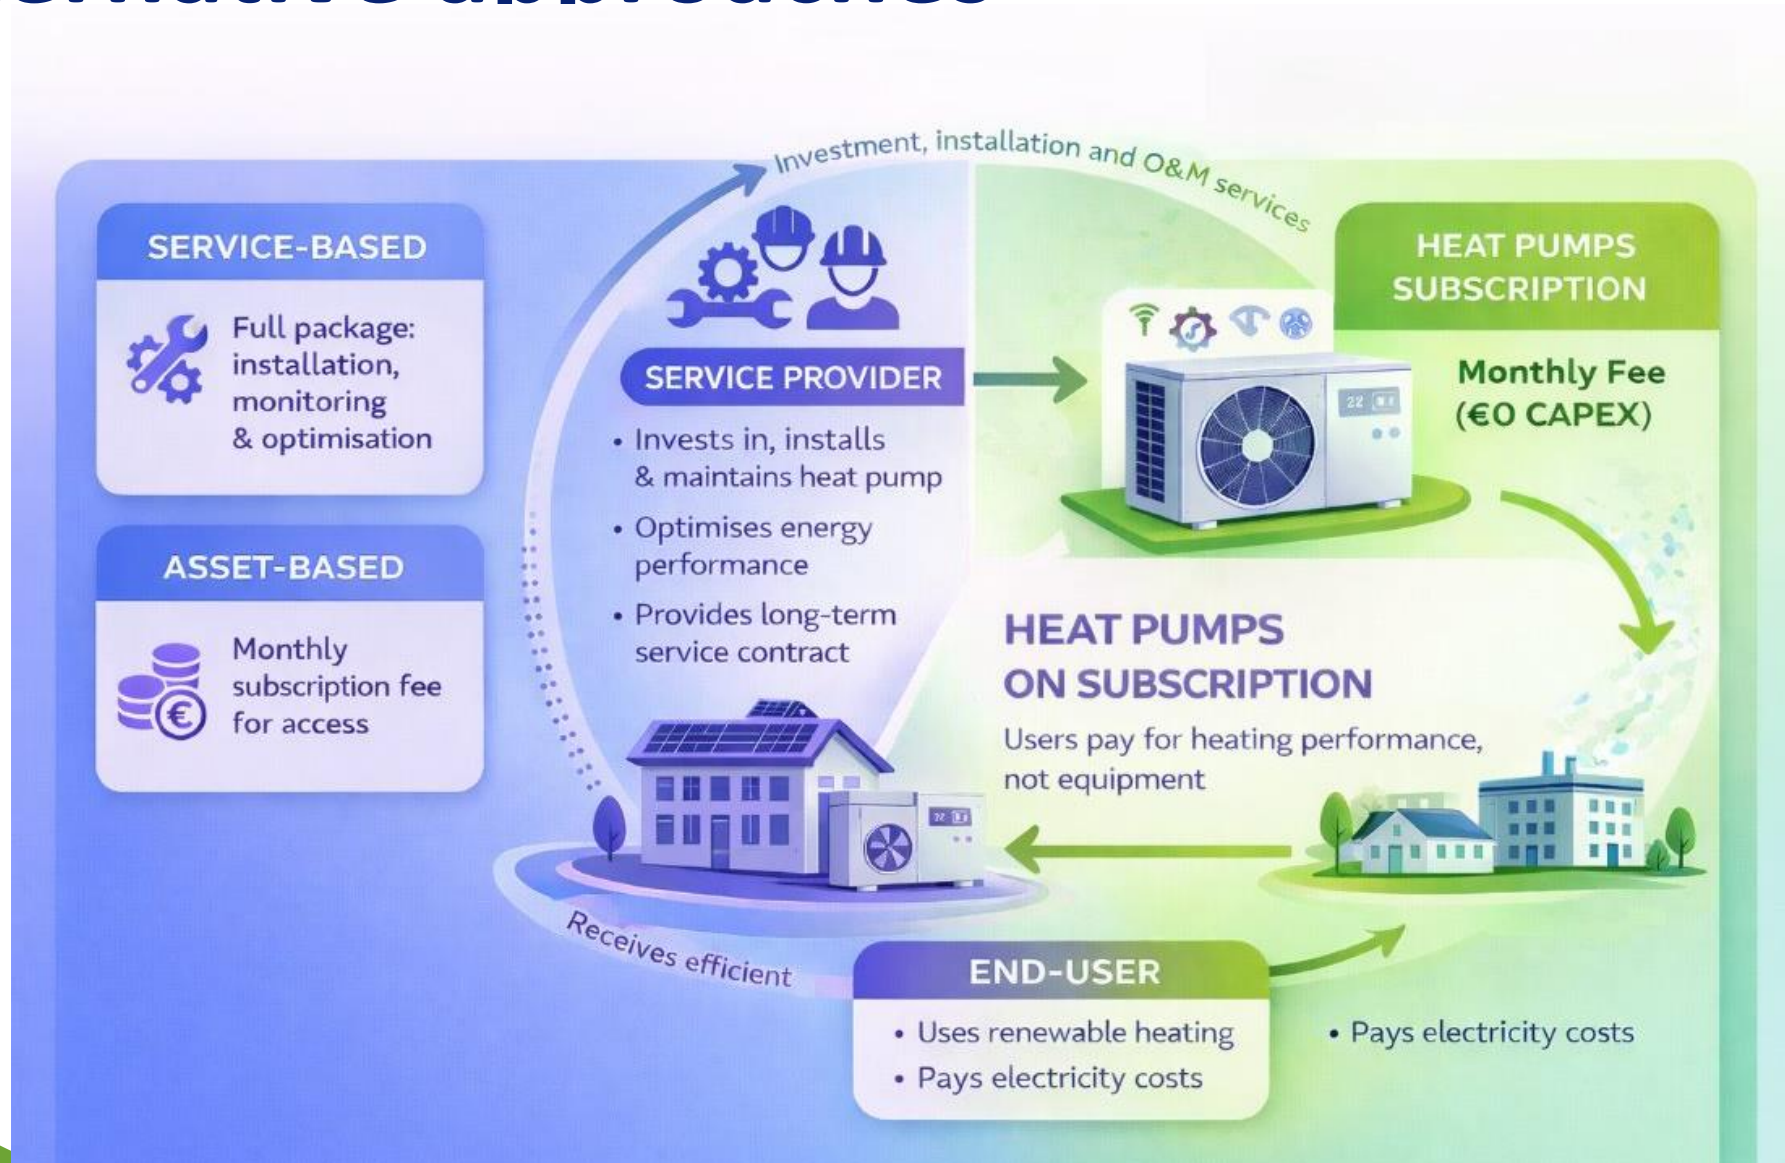 Investment, installation and O&M services
SERVICE-BASED
Full package:
installation,
monitoring
& optimisation
ASSET-BASED
Monthly
subscription fee
for access
SERVICE PROVIDER
• Invests in, installs
& maintains heat pump
• Optimises energy
performance
• Provides long-term
service contract
HEAT PUMPS
SUBSCRIPTION
Monthly Fee
(€0 CAPEX)
22
HEAT PUMPS
ON SUBSCRIPTION
Users pay for heating performance,
not equipment
Receives efficient
END-USER
• Uses renewable heating
• Pays electricity costs
• Pays electricity costs